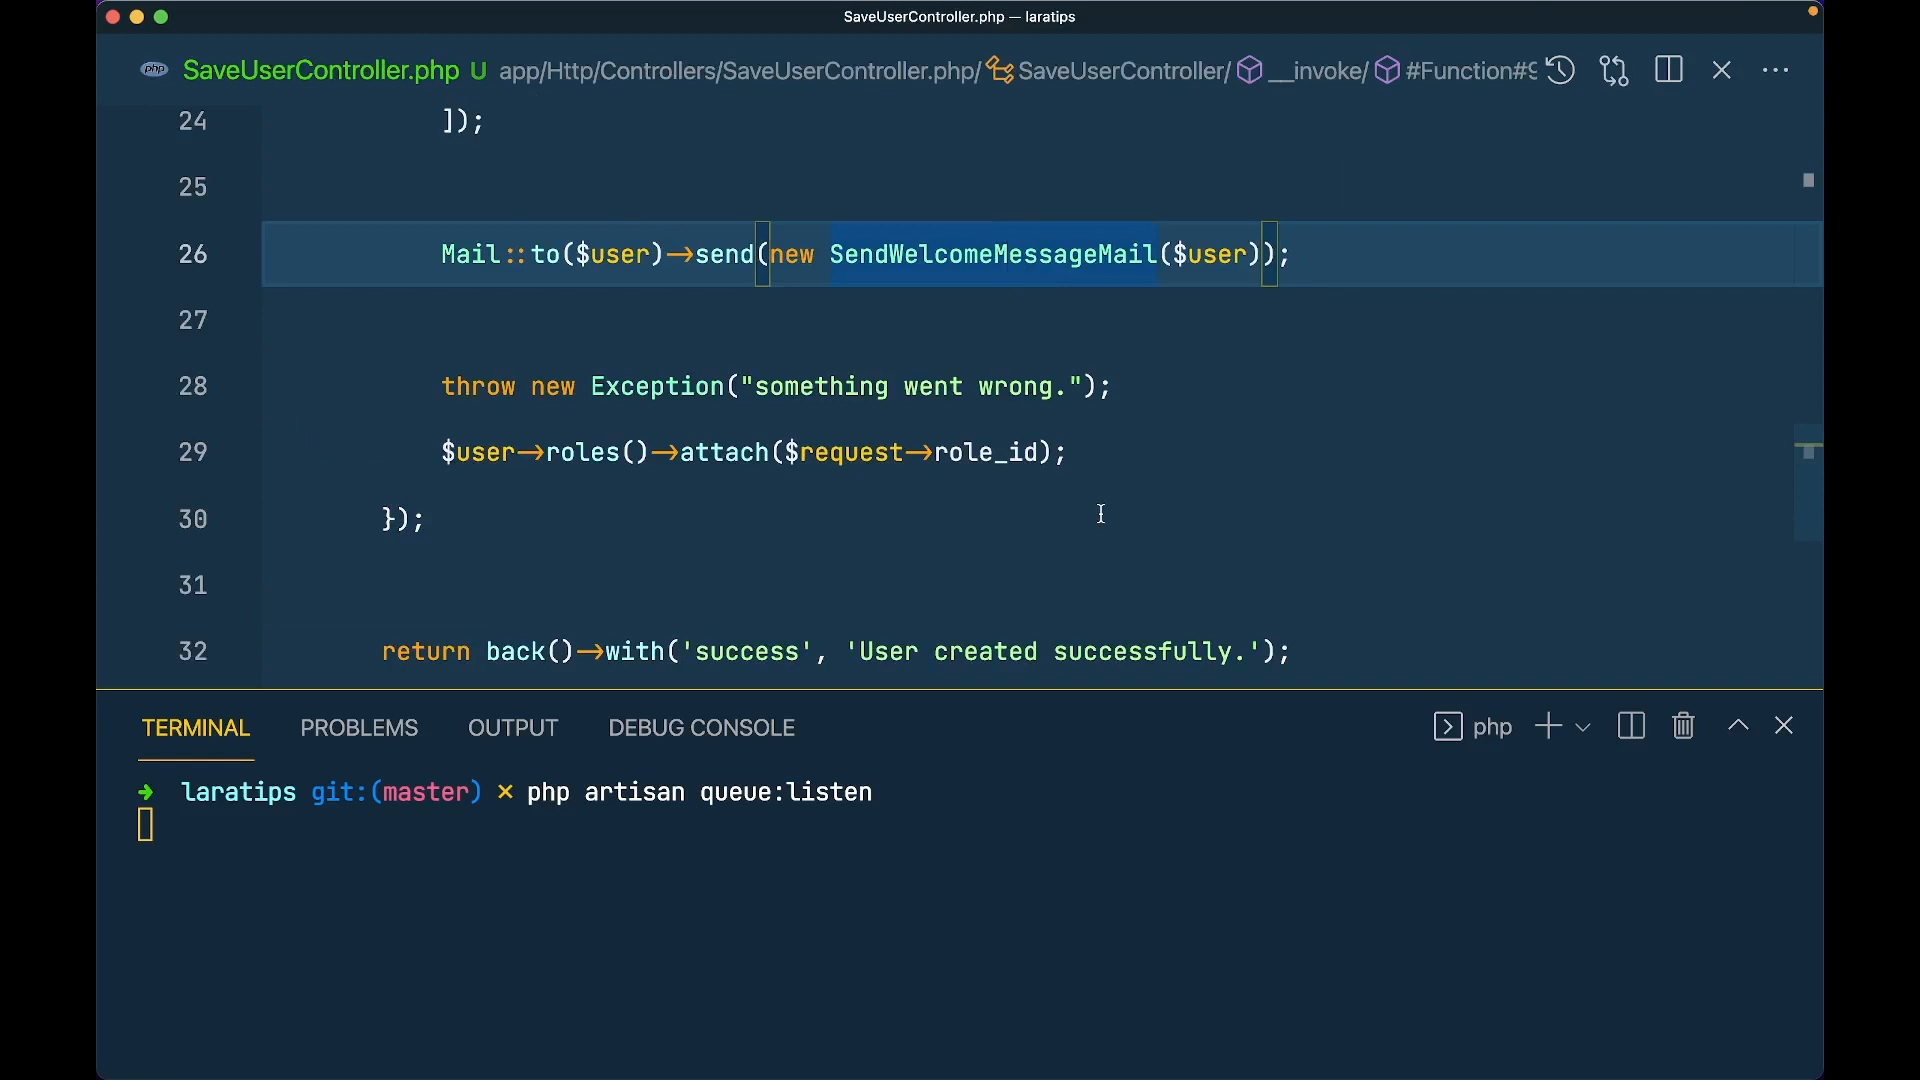 SaveUserController.php — laratips
php SaveUserController.php U app/Http/Controllers/SaveUserController.php/ SaveUserController/ __invoke/ #Function#9
24 ]);
25
26 Mail::to($user)->send(new SendWelcomeMessageMail($user));
27
28 throw new Exception("something went wrong.");
29 $user->roles()->attach($request->role_id);
30 });
31
32 return back()->with('success', 'User created successfully.');
TERMINAL PROBLEMS OUTPUT DEBUG CONSOLE php
➜ laratips git:(master) ✗ php artisan queue:listen